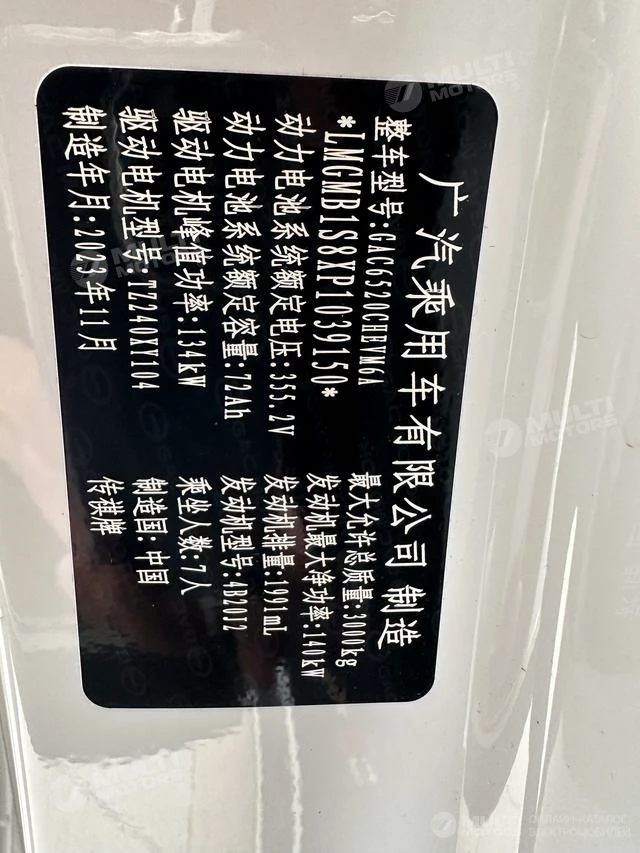 广汽乘用车有限公司 制造
整车型号:GAC6520CHEVM6A 最大允许总质量:3000kg
*LMGMB1S8XP1039150* 发动机最大净功率:140kW
动力电池系统额定电压:355.2V 发动机排量:1991mL
动力电池系统额定容量:72Ah 发动机型号:4B20J2
驱动电机峰值功率:134kW 乘坐人数:7人
驱动电机型号:TZ240XY104 制造国:中国
制造年月:2023年11月 传祺牌
MULTI
MOTORS
MULTI
MOTORS
ОНЛАЙН-КАТАЛОГ
ЭЛЕКТРОМОБИЛЕЙ